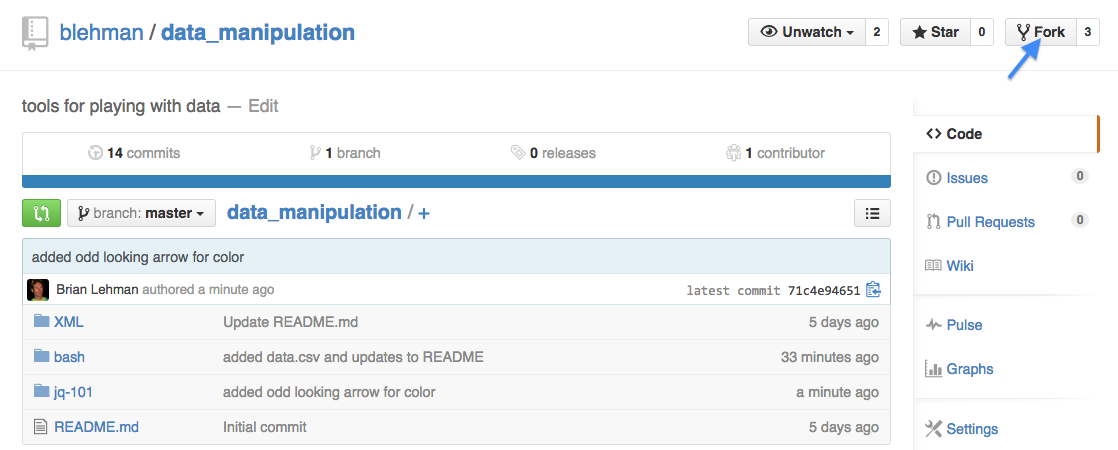 blehman / data_manipulation
Unwatch 2 Star 0 Fork 3
tools for playing with data — Edit
14 commits 1 branch 0 releases 1 contributor
branch: master data_manipulation / +
added odd looking arrow for color
Brian Lehman authored a minute ago latest commit 71c4e94651
XML Update README.md 5 days ago
bash added data.csv and updates to README 33 minutes ago
jq-101 added odd looking arrow for color a minute ago
README.md Initial commit 5 days ago
Code
Issues 0
Pull Requests 0
Wiki
Pulse
Graphs
Settings